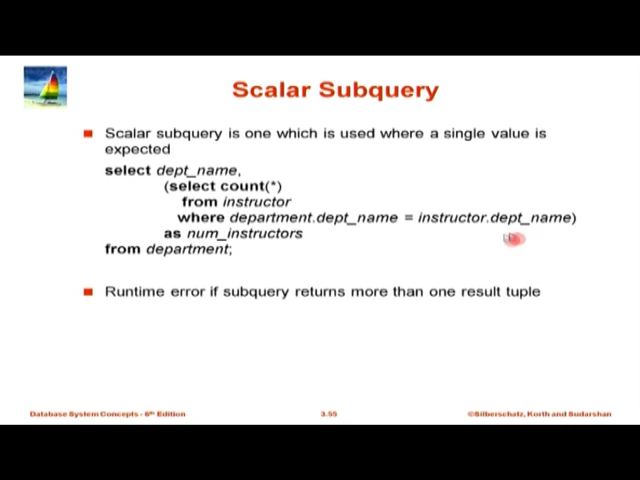 Scalar Subquery
Scalar subquery is one which is used where a single value is
expected
select dept_name,
(select count(*)
from instructor
where department.dept_name = instructor.dept_name)
as num_instructors
from department;
Runtime error if subquery returns more than one result tuple
Database System Concepts - 6th Edition
3.55
©Silberschatz, Korth and Sudarshan